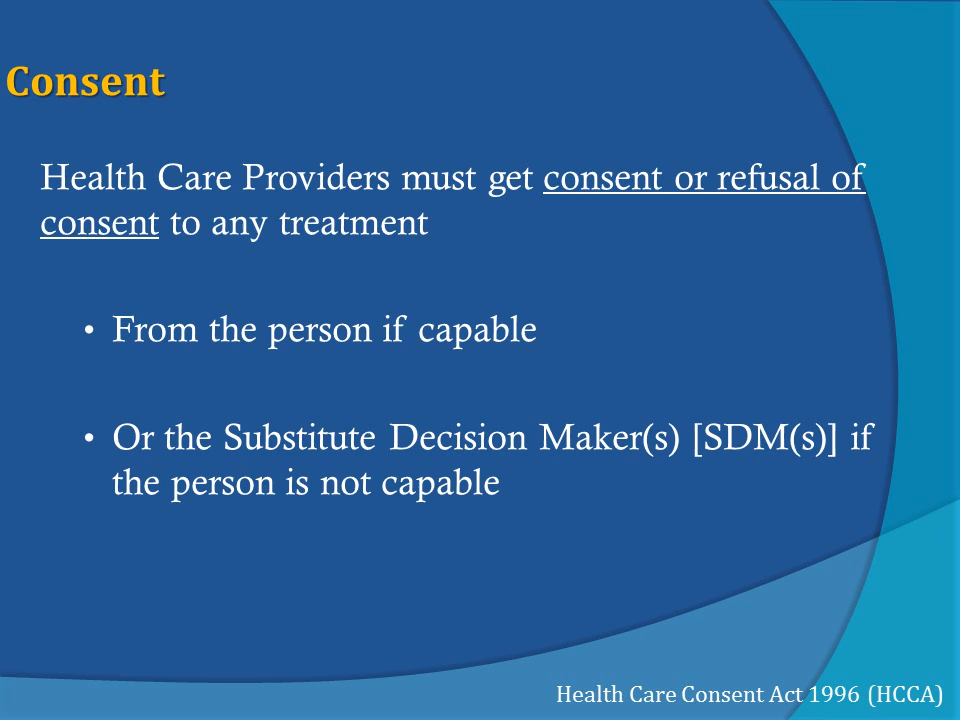 Consent
Health Care Providers must get consent or refusal of
consent to any treatment
• From the person if capable
• Or the Substitute Decision Maker(s) [SDM(s)] if
the person is not capable
Health Care Consent Act 1996 (HCCA)